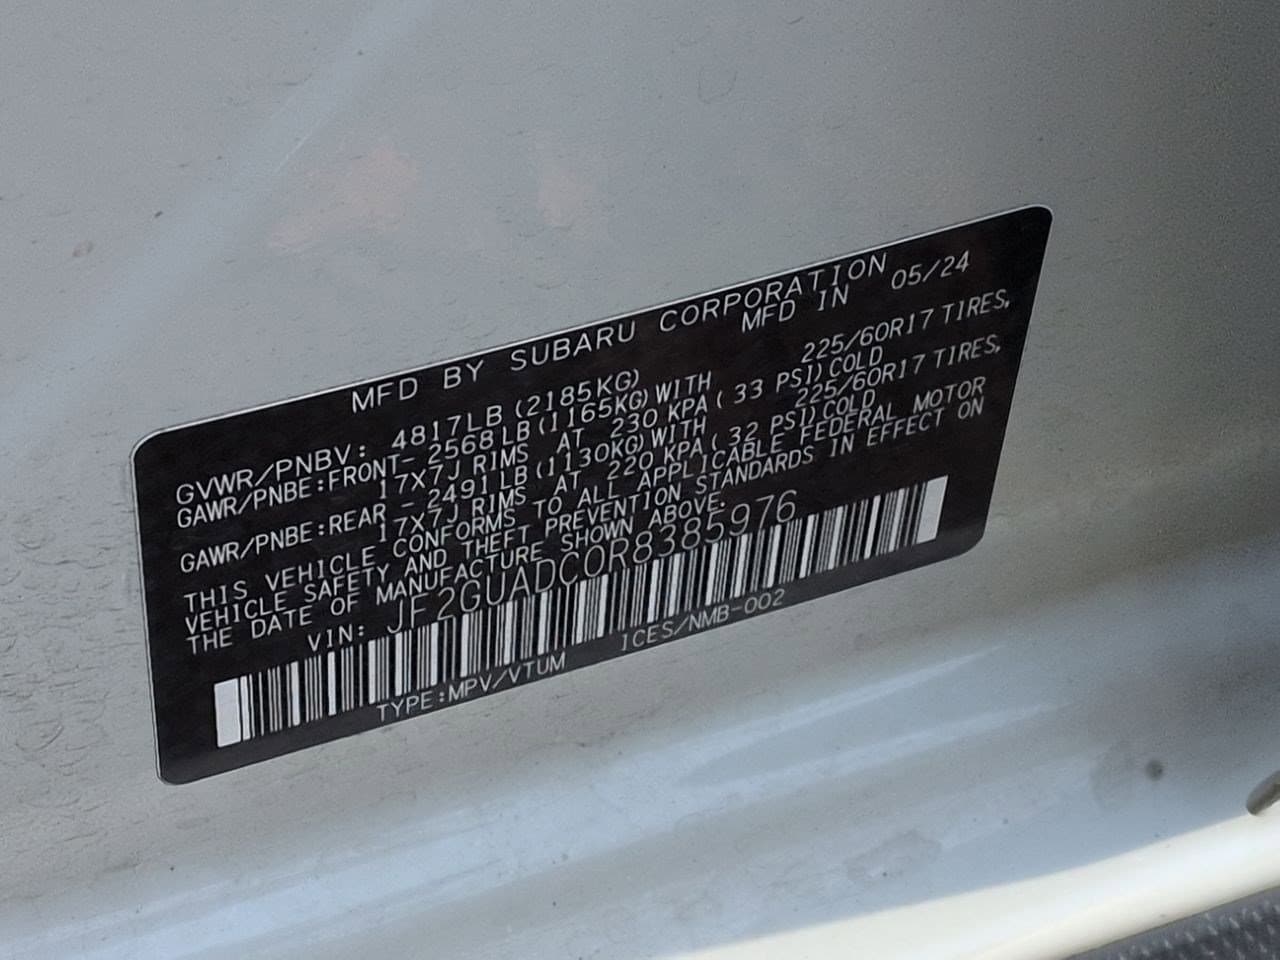 MFD BY SUBARU CORPORATION
MFD IN 05/24
GVWR/PNBV: 4817LB (2185KG)
GAWR/PNBE:FRONT- 2568LB(1165KG)WITH 225/60R17 TIRES,
17X7J RIMS AT 230 KPA( 33 PSI)COLD
GAWR/PNBE:REAR - 2491LB(1130KG)WITH 225/60R17 TIRES,
17X7J RIMS AT 220 KPA( 32 PSI)COLD
THIS VEHICLE CONFORMS TO ALL APPLICABLE FEDERAL MOTOR
VEHICLE SAFETY AND THEFT PREVENTION STANDARDS IN EFFECT ON
THE DATE OF MANUFACTURE SHOWN ABOVE.
VIN: JF2GUADC0R8385976
TYPE:MPV/VTUM ICES/NMB-002